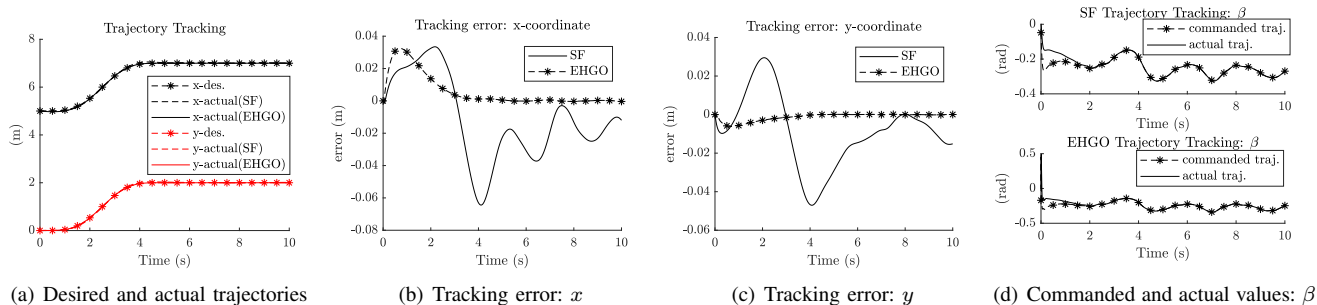 Trajectory Tracking
8
6
4
2
0
(m)
x-des.
x-actual(SF)
x-actual(EHGO)
y-des.
y-actual(SF)
y-actual(EHGO)
0 2 4 6 8 10
Time (s)
(a) Desired and actual trajectories
Tracking error: x-coordinate
0.04
0.02
0
-0.02
-0.04
-0.06
-0.08
error (m)
SF
EHGO
0 2 4 6 8 10
Time (s)
(b) Tracking error: x
Tracking error: y-coordinate
0.04
0.02
0
-0.02
-0.04
-0.06
error (m)
SF
EHGO
0 2 4 6 8 10
Time (s)
(c) Tracking error: y
SF Trajectory Tracking: β
0
-0.2
-0.4
(rad)
commanded traj.
actual traj.
0 2 4 6 8 10
Time (s)
EHGO Trajectory Tracking: β
0.5
0
-0.5
(rad)
commanded traj.
actual traj.
0 2 4 6 8 10
Time (s)
(d) Commanded and actual values: β